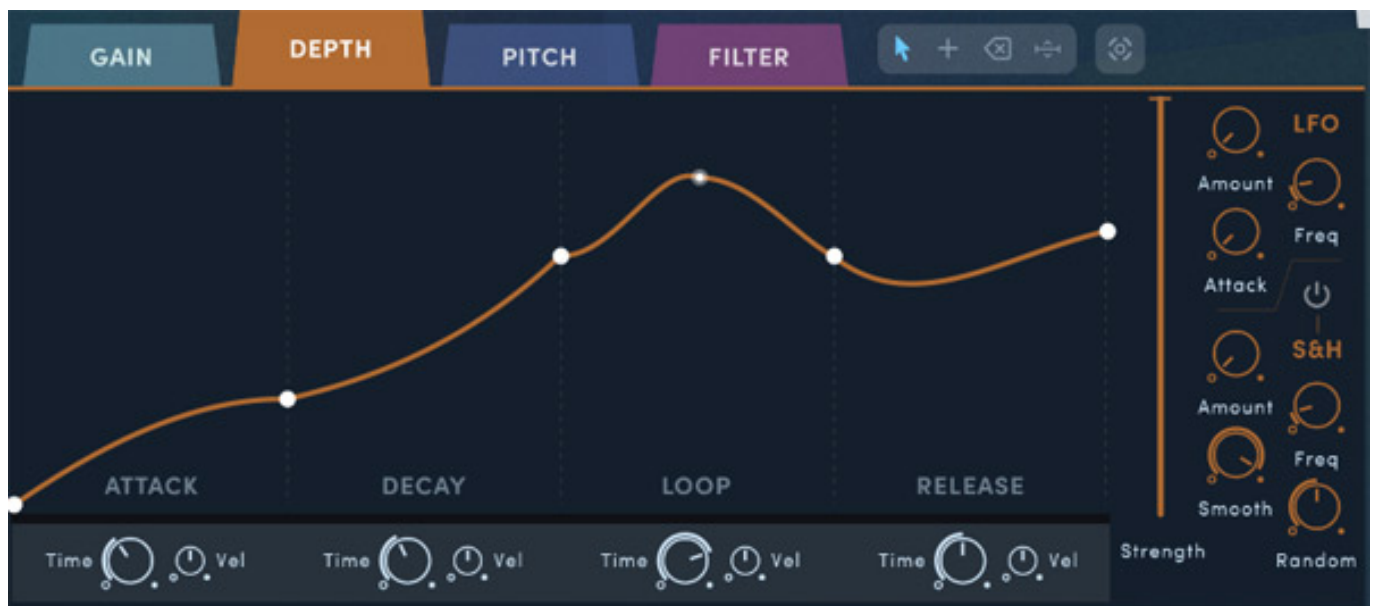 GAIN DEPTH PITCH FILTER
LFO
Amount
Freq
Attack
S&H
Amount
Freq
Smooth
Random
ATTACK DECAY LOOP RELEASE
Time Vel Time Vel Time Vel Time Vel
Strength